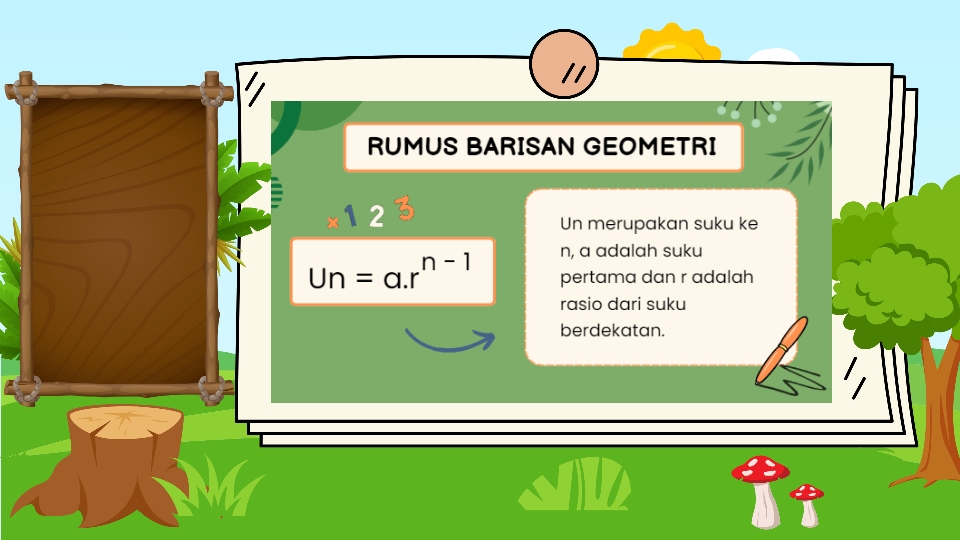 RUMUS BARISAN GEOMETRI
× 1 2 3
Un = a.r^n - 1
Un merupakan suku ke
n, a adalah suku
pertama dan r adalah
rasio dari suku
berdekatan.